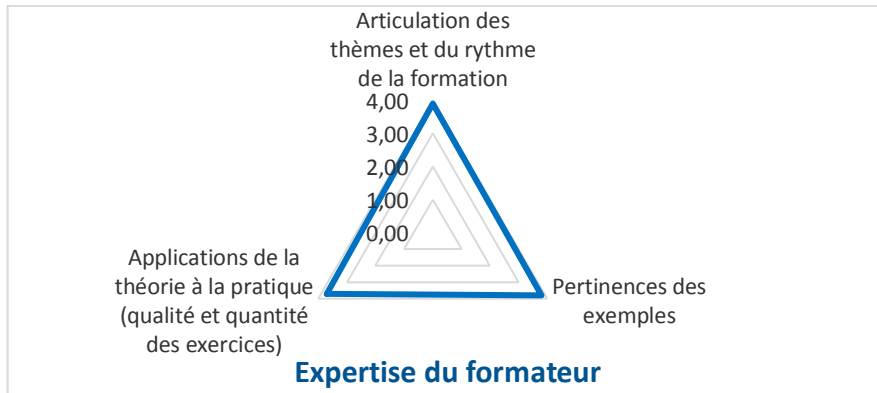 Articulation des
thèmes et du rythme
de la formation
4,00
3,00
2,00
1,00
0,00
Applications de la
théorie à la pratique
(qualité et quantité
des exercices)
Pertinences des
exemples
Expertise du formateur